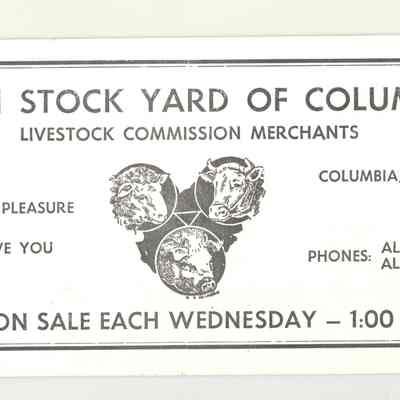 STOCK YARD OF COLUM
LIVESTOCK COMMISSION MERCHANTS
COLUMBIA,
PLEASURE
VE YOU
PHONES: AL
AL
ON SALE EACH WEDNESDAY – 1:00